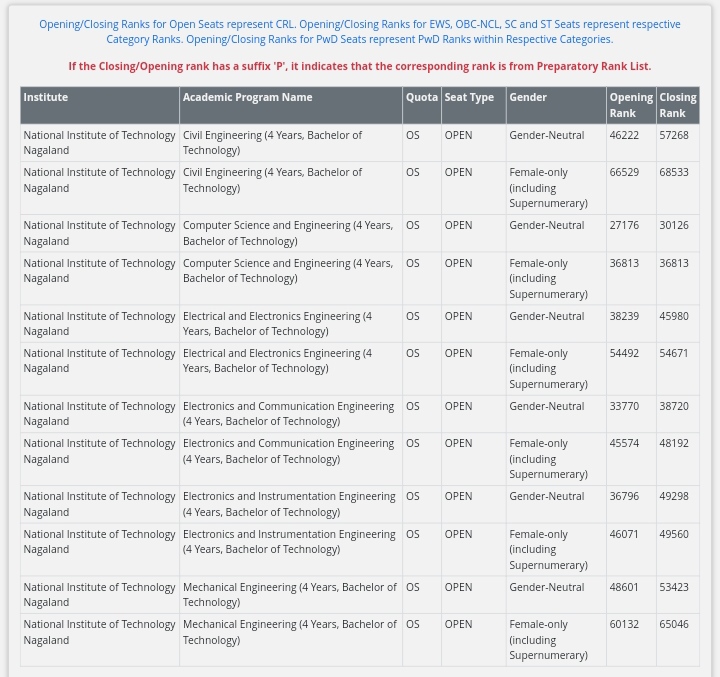 Opening/Closing Ranks for Open Seats represent CRL. Opening/Closing Ranks for EWS, OBC-NCL, SC and ST Seats represent respective
Category Ranks. Opening/Closing Ranks for PwD Seats represent PwD Ranks within Respective Categories.
If the Closing/Opening rank has a suffix 'P', it indicates that the corresponding rank is from Preparatory Rank List.
Institute Academic Program Name Quota Seat Type Gender Opening Closing
Rank Rank
National Institute of Technology Civil Engineering (4 Years, Bachelor of OS OPEN Gender-Neutral 46222 57268
Nagaland Technology)
National Institute of Technology Civil Engineering (4 Years, Bachelor of OS OPEN Female-only 66529 68533
Nagaland Technology) (including
Supernumerary)
National Institute of Technology Computer Science and Engineering (4 Years, OS OPEN Gender-Neutral 27176 30126
Nagaland Bachelor of Technology)
National Institute of Technology Computer Science and Engineering (4 Years, OS OPEN Female-only 36813 36813
Nagaland Bachelor of Technology) (including
Supernumerary)
National Institute of Technology Electrical and Electronics Engineering (4 OS OPEN Gender-Neutral 38239 45980
Nagaland Years, Bachelor of Technology)
National Institute of Technology Electrical and Electronics Engineering (4 OS OPEN Female-only 54492 54671
Nagaland Years, Bachelor of Technology) (including
Supernumerary)
National Institute of Technology Electronics and Communication Engineering OS OPEN Gender-Neutral 33770 38720
Nagaland (4 Years, Bachelor of Technology)
National Institute of Technology Electronics and Communication Engineering OS OPEN Female-only 45574 48192
Nagaland (4 Years, Bachelor of Technology) (including
Supernumerary)
National Institute of Technology Electronics and Instrumentation Engineering OS OPEN Gender-Neutral 36796 49298
Nagaland (4 Years, Bachelor of Technology)
National Institute of Technology Electronics and Instrumentation Engineering OS OPEN Female-only 46071 49560
Nagaland (4 Years, Bachelor of Technology) (including
Supernumerary)
National Institute of Technology Mechanical Engineering (4 Years, Bachelor of OS OPEN Gender-Neutral 48601 53423
Nagaland Technology)
National Institute of Technology Mechanical Engineering (4 Years, Bachelor of OS OPEN Female-only 60132 65046
Nagaland Technology) (including
Supernumerary)